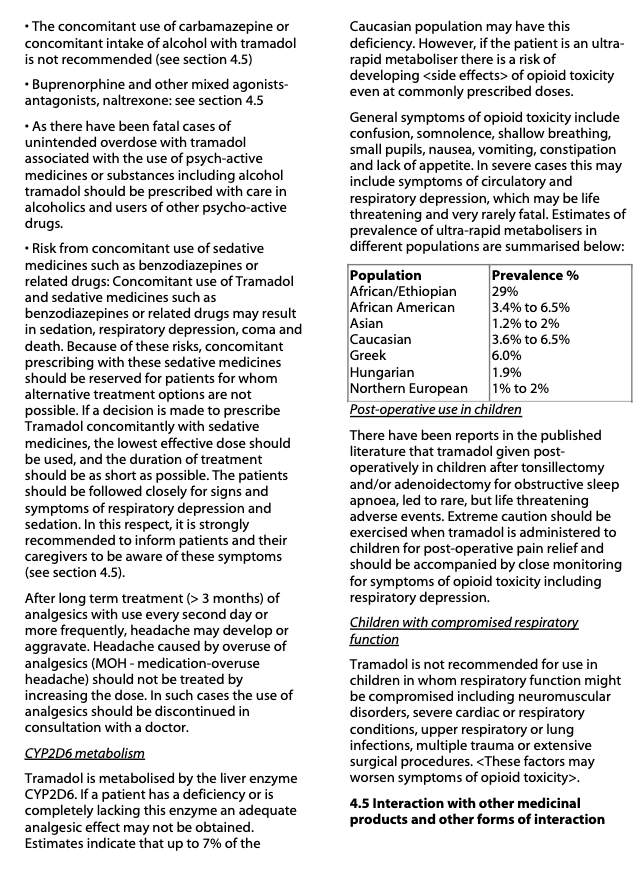 • The concomitant use of carbamazepine or
concomitant intake of alcohol with tramadol
is not recommended (see section 4.5)
• Buprenorphine and other mixed agonists-
antagonists, naltrexone: see section 4.5
• As there have been fatal cases of
unintended overdose with tramadol
associated with the use of psych-active
medicines or substances including alcohol
tramadol should be prescribed with care in
alcoholics and users of other psycho-active
drugs.
• Risk from concomitant use of sedative
medicines such as benzodiazepines or
related drugs: Concomitant use of Tramadol
and sedative medicines such as
benzodiazepines or related drugs may result
in sedation, respiratory depression, coma and
death. Because of these risks, concomitant
prescribing with these sedative medicines
should be reserved for patients for whom
alternative treatment options are not
possible. If a decision is made to prescribe
Tramadol concomitantly with sedative
medicines, the lowest effective dose should
be used, and the duration of treatment
should be as short as possible. The patients
should be followed closely for signs and
symptoms of respiratory depression and
sedation. In this respect, it is strongly
recommended to inform patients and their
caregivers to be aware of these symptoms
(see section 4.5).
After long term treatment (> 3 months) of
analgesics with use every second day or
more frequently, headache may develop or
aggravate. Headache caused by overuse of
analgesics (MOH - medication-overuse
headache) should not be treated by
increasing the dose. In such cases the use of
analgesics should be discontinued in
consultation with a doctor.
CYP2D6 metabolism
Tramadol is metabolised by the liver enzyme
CYP2D6. If a patient has a deficiency or is
completely lacking this enzyme an adequate
analgesic effect may not be obtained.
Estimates indicate that up to 7% of the
Caucasian population may have this
deficiency. However, if the patient is an ultra-
rapid metaboliser there is a risk of
developing <side effects> of opioid toxicity
even at commonly prescribed doses.
General symptoms of opioid toxicity include
confusion, somnolence, shallow breathing,
small pupils, nausea, vomiting, constipation
and lack of appetite. In severe cases this may
include symptoms of circulatory and
respiratory depression, which may be life
threatening and very rarely fatal. Estimates of
prevalence of ultra-rapid metabolisers in
different populations are summarised below:
Population Prevalence %
African/Ethiopian 29%
African American 3.4% to 6.5%
Asian 1.2% to 2%
Caucasian 3.6% to 6.5%
Greek 6.0%
Hungarian 1.9%
Northern European 1% to 2%
Post-operative use in children
There have been reports in the published
literature that tramadol given post-
operatively in children after tonsillectomy
and/or adenoidectomy for obstructive sleep
apnoea, led to rare, but life threatening
adverse events. Extreme caution should be
exercised when tramadol is administered to
children for post-operative pain relief and
should be accompanied by close monitoring
for symptoms of opioid toxicity including
respiratory depression.
Children with compromised respiratory
function
Tramadol is not recommended for use in
children in whom respiratory function might
be compromised including neuromuscular
disorders, severe cardiac or respiratory
conditions, upper respiratory or lung
infections, multiple trauma or extensive
surgical procedures. <These factors may
worsen symptoms of opioid toxicity>.
4.5 Interaction with other medicinal
products and other forms of interaction